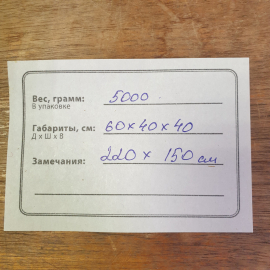 Вес, грамм: 5000
В упаковке
Габариты, см: 60х40х40
Д х Ш х В
Замечания: 220 х 150 см